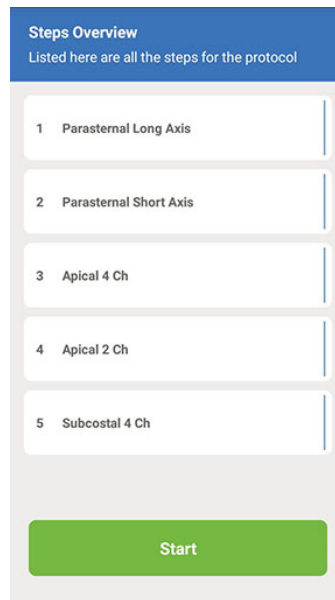 Steps Overview
Listed here are all the steps for the protocol
1 Parasternal Long Axis
2 Parasternal Short Axis
3 Apical 4 Ch
4 Apical 2 Ch
5 Subcostal 4 Ch
Start